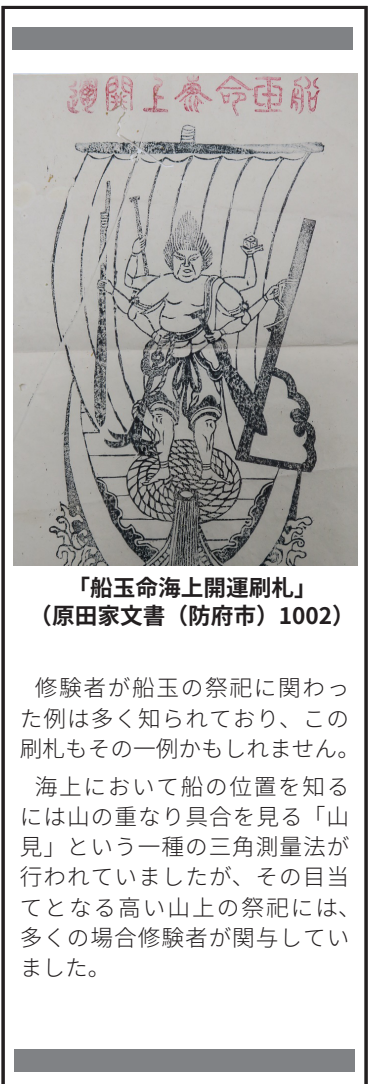 船玉命海上開運
「船玉命海上開運刷札」
（原田家文書（防府市）1002）
修験者が船玉の祭祀に関わっ
た例は多く知られており、この
刷札もその一例かもしれません。
海上において船の位置を知る
には山の重なり具合を見る「山
見」という一種の三角測量法が
行われていましたが、その目当
てとなる高い山上の祭祀には、
多くの場合修験者が関与してい
ました。